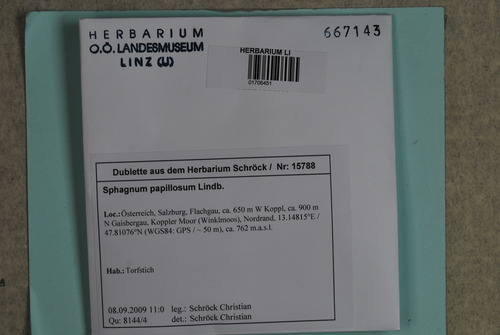 HERBARIUM
O.Ö. LANDESMUSEUM
LINZ (LI)
667143
HERBARIUM LI
01706451
Dublette aus dem Herbarium Schröck / Nr: 15788
Sphagnum papillosum Lindb.
Loc.:Österreich, Salzburg, Flachgau, ca. 650 m W Koppl, ca. 900 m
N Gaisbergau, Koppler Moor (Winklmoos), Nordrand, 13.14815°E /
47.81076°N (WGS84: GPS / ~ 50 m), ca. 762 m.a.s.l.
Hab.: Torfstich
08.09.2009 11:0 leg.: Schröck Christian
Qu: 8144/4 det.: Schröck Christian